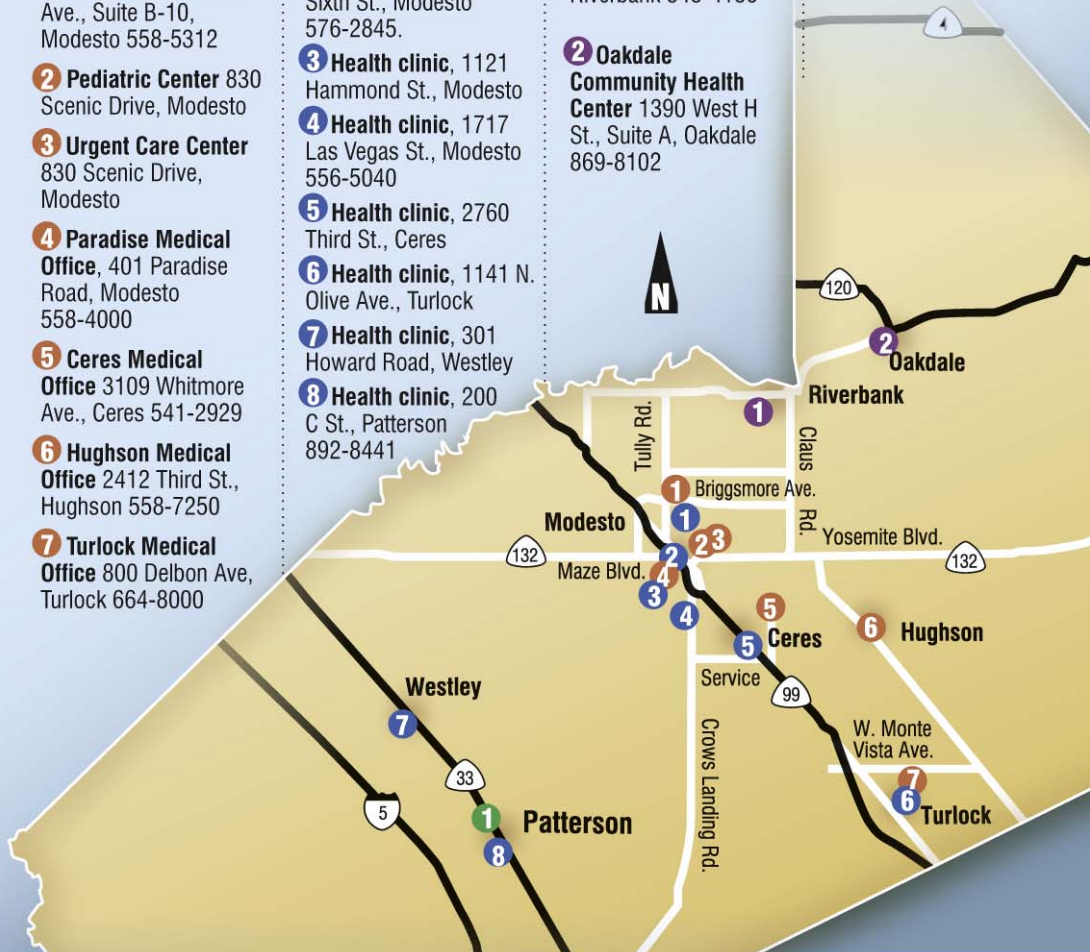 Ave., Suite B-10,
Modesto 558-5312
2 Pediatric Center 830
Scenic Drive, Modesto
3 Urgent Care Center
830 Scenic Drive,
Modesto
4 Paradise Medical
Office, 401 Paradise
Road, Modesto
558-4000
5 Ceres Medical
Office 3109 Whitmore
Ave., Ceres 541-2929
6 Hughson Medical
Office 2412 Third St.,
Hughson 558-7250
7 Turlock Medical
Office 800 Delbon Ave,
Turlock 664-8000
Sixth St., Modesto
576-2845.
3 Health clinic, 1121
Hammond St., Modesto
4 Health clinic, 1717
Las Vegas St., Modesto
556-5040
5 Health clinic, 2760
Third St., Ceres
6 Health clinic, 1141 N.
Olive Ave., Turlock
7 Health clinic, 301
Howard Road, Westley
8 Health clinic, 200
C St., Patterson
892-8441
2 Oakdale
Community Health
Center 1390 West H
St., Suite A, Oakdale
869-8102
N
4
120
2
Oakdale
Riverbank
1
Tully Rd.
Claus Rd.
1 Briggsmore Ave.
1
Modesto
2 3
Yosemite Blvd.
132
2
132
Maze Blvd.
4
3
4
5
Ceres
5
6 Hughson
Service
99
Westley
7
Crows Landing Rd.
W. Monte
Vista Ave.
33
7
6
Turlock
5
1 Patterson
8